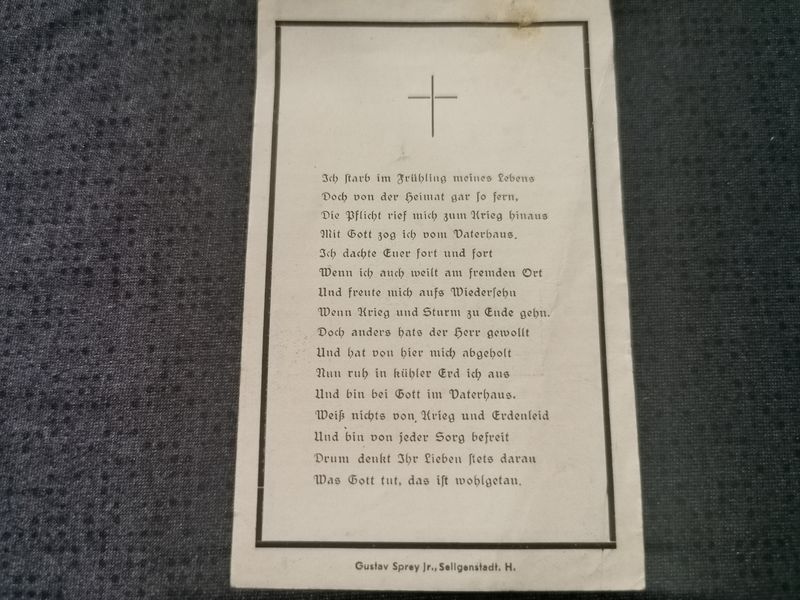 Ich starb im Frühling meines Lebens
Doch von der Heimat gar so fern,
Die Pflicht rief mich zum Krieg hinaus
Mit Gott zog ich vom Vaterhaus.
Ich dachte Euer fort und fort
Wenn ich auch weilt am fremden Ort
Und freute mich aufs Wiedersehn
Wenn Krieg und Sturm zu Ende gehn.
Doch anders hats der Herr gewollt
Und hat von hier mich abgeholt
Nun ruh in kühler Erd ich aus
Und bin bei Gott im Vaterhaus.
Weiß nichts von Krieg und Erdenleid
Und bin von jeder Sorg befreit
Drum denkt Ihr Lieben stets daran
Was Gott tut, das ist wohlgetan.
Gustav Sprey Jr., Seligenstadt. H.